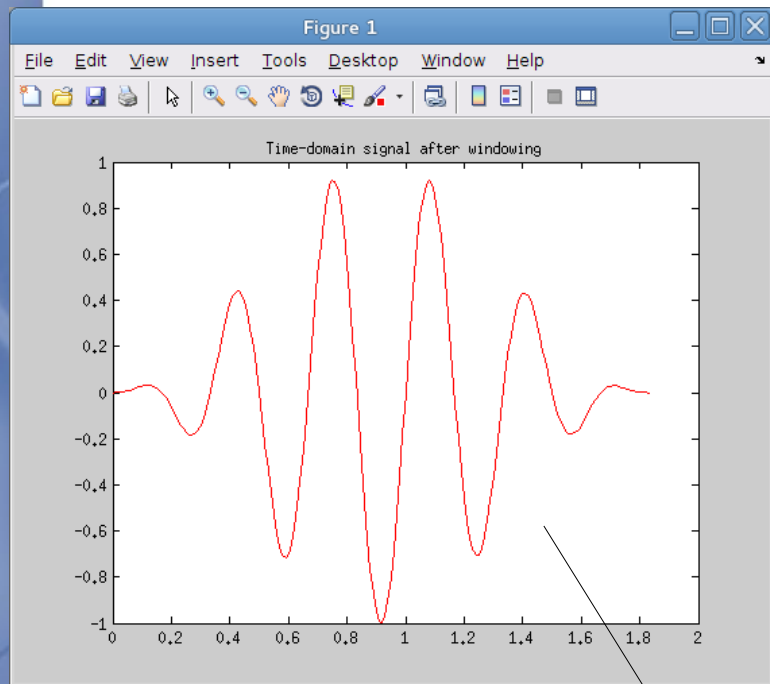 Figure 1
File Edit View Insert Tools Desktop Window Help
Time-domain signal after windowing
1
0.8
0.6
0.4
0.2
0
-0.2
-0.4
-0.6
-0.8
-1
0 0.2 0.4 0.6 0.8 1 1.2 1.4 1.6 1.8 2